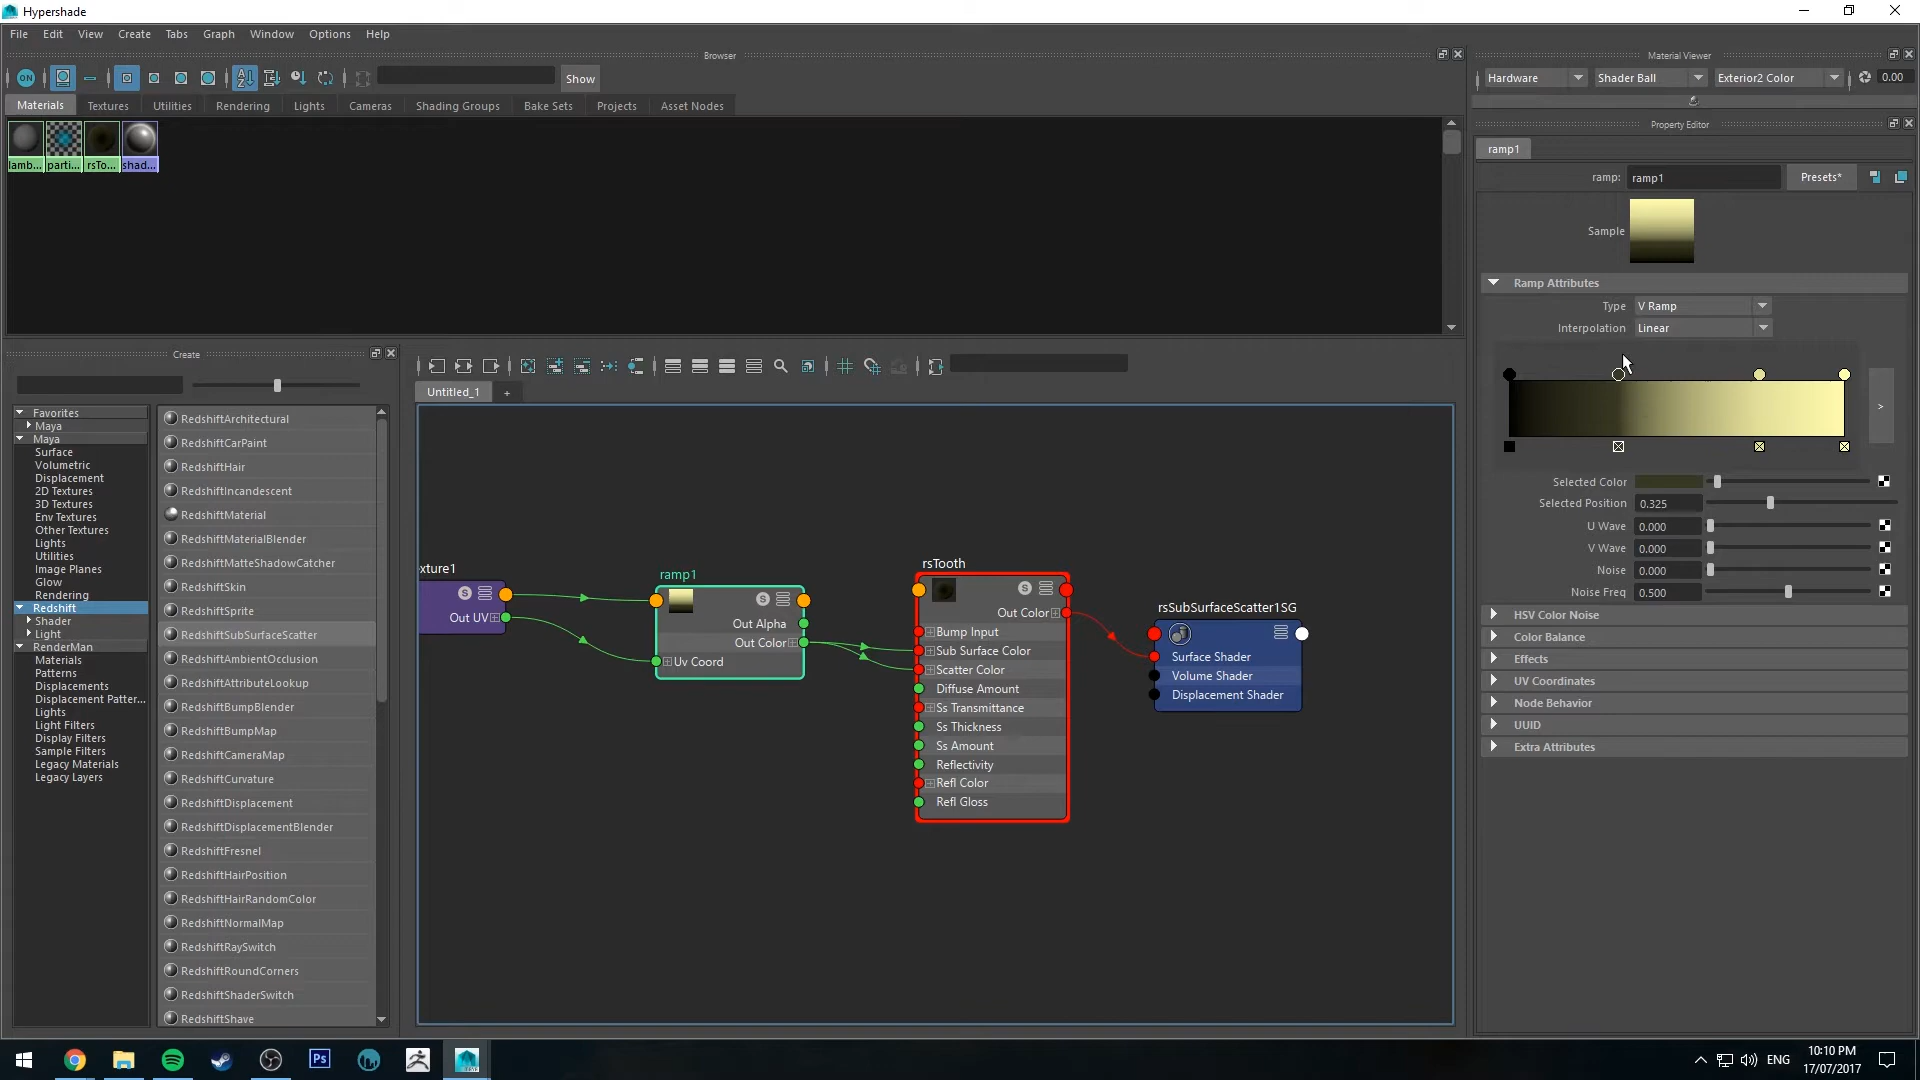 Hypershade
File Edit View Create Tabs Graph Window Options Help
Browser
ON
Show
Materials Textures Utilities Rendering Lights Cameras Shading Groups Bake Sets Projects Asset Nodes
lamb... parti... rsTo... shad...
Create
Favorites
Maya
Maya
Surface
Volumetric
Displacement
2D Textures
3D Textures
Env Textures
Other Textures
Lights
Utilities
Image Planes
Glow
Rendering
Redshift
Shader
Light
RenderMan
Materials
Patterns
Displacements
Displacement Patter...
Lights
Light Filters
Display Filters
Sample Filters
Legacy Materials
Legacy Layers
RedshiftArchitectural
RedshiftCarPaint
RedshiftHair
RedshiftIncandescent
RedshiftMaterial
RedshiftMaterialBlender
RedshiftMatteShadowCatcher
RedshiftSkin
RedshiftSprite
RedshiftSubSurfaceScatter
RedshiftAmbientOcclusion
RedshiftAttributeLookup
RedshiftBumpBlender
RedshiftBumpMap
RedshiftCameraMap
RedshiftCurvature
RedshiftDisplacement
RedshiftDisplacementBlender
RedshiftFresnel
RedshiftHairPosition
RedshiftHairRandomColor
RedshiftNormalMap
RedshiftRaySwitch
RedshiftRoundCorners
RedshiftShaderSwitch
RedshiftShave
Untitled_1 +
xture1
S
Out UV
ramp1
S
Out Alpha
Out Color
Uv Coord
rsTooth
S
Out Color
Bump Input
Sub Surface Color
Scatter Color
Diffuse Amount
Ss Transmittance
Ss Thickness
Ss Amount
Reflectivity
Refl Color
Refl Gloss
rsSubSurfaceScatter1SG
Surface Shader
Volume Shader
Displacement Shader
Material Viewer
Hardware Shader Ball Exterior2 Color 0.00
Property Editor
ramp1
ramp: ramp1 Presets*
Sample
Ramp Attributes
Type V Ramp
Interpolation Linear
>
Selected Color
Selected Position 0.325
U Wave 0.000
V Wave 0.000
Noise 0.000
Noise Freq 0.500
HSV Color Noise
Color Balance
Effects
UV Coordinates
Node Behavior
UUID
Extra Attributes
Ps
ENG
10:10 PM
17/07/2017